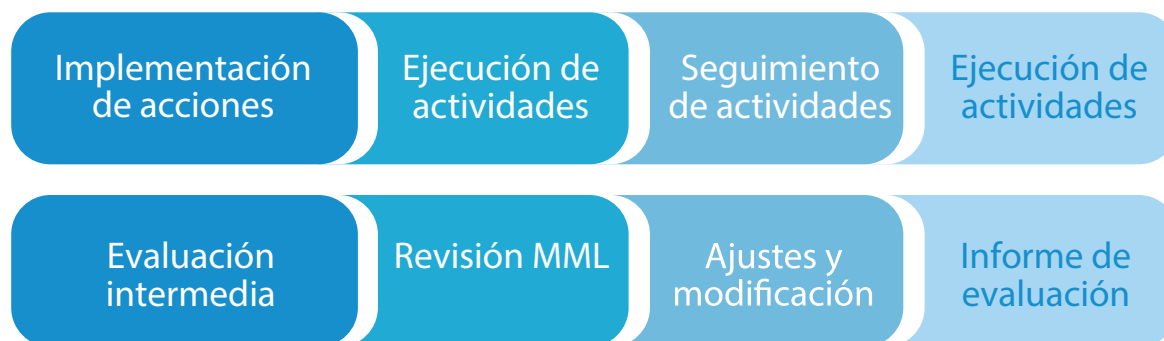 Implementación
de acciones
Ejecución de
actividades
Seguimiento
de actividades
Ejecución de
actividades
Evaluación
intermedia
Revisión MML
Ajustes y
modificación
Informe de
evaluación